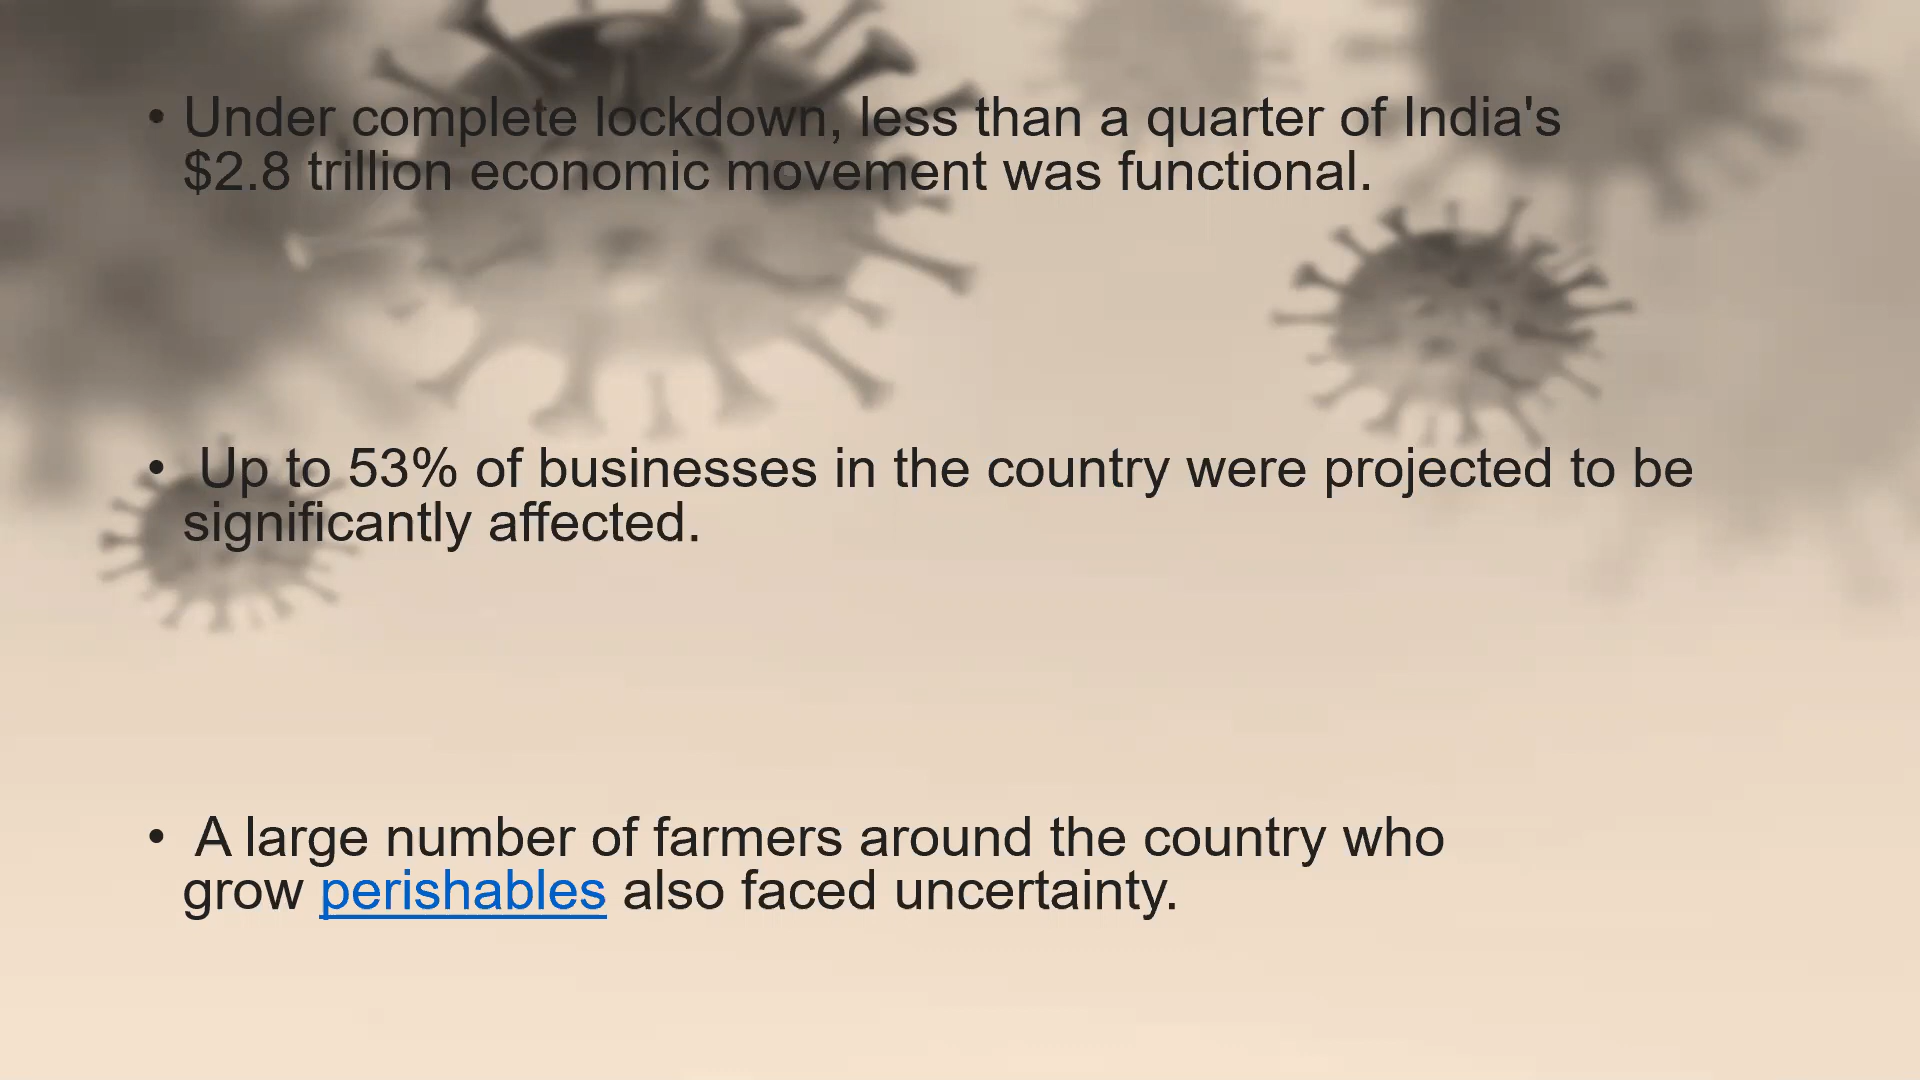 • Under complete lockdown, less than a quarter of India's
$2.8 trillion economic movement was functional.
• Up to 53% of businesses in the country were projected to be
significantly affected.
• A large number of farmers around the country who
grow perishables also faced uncertainty.